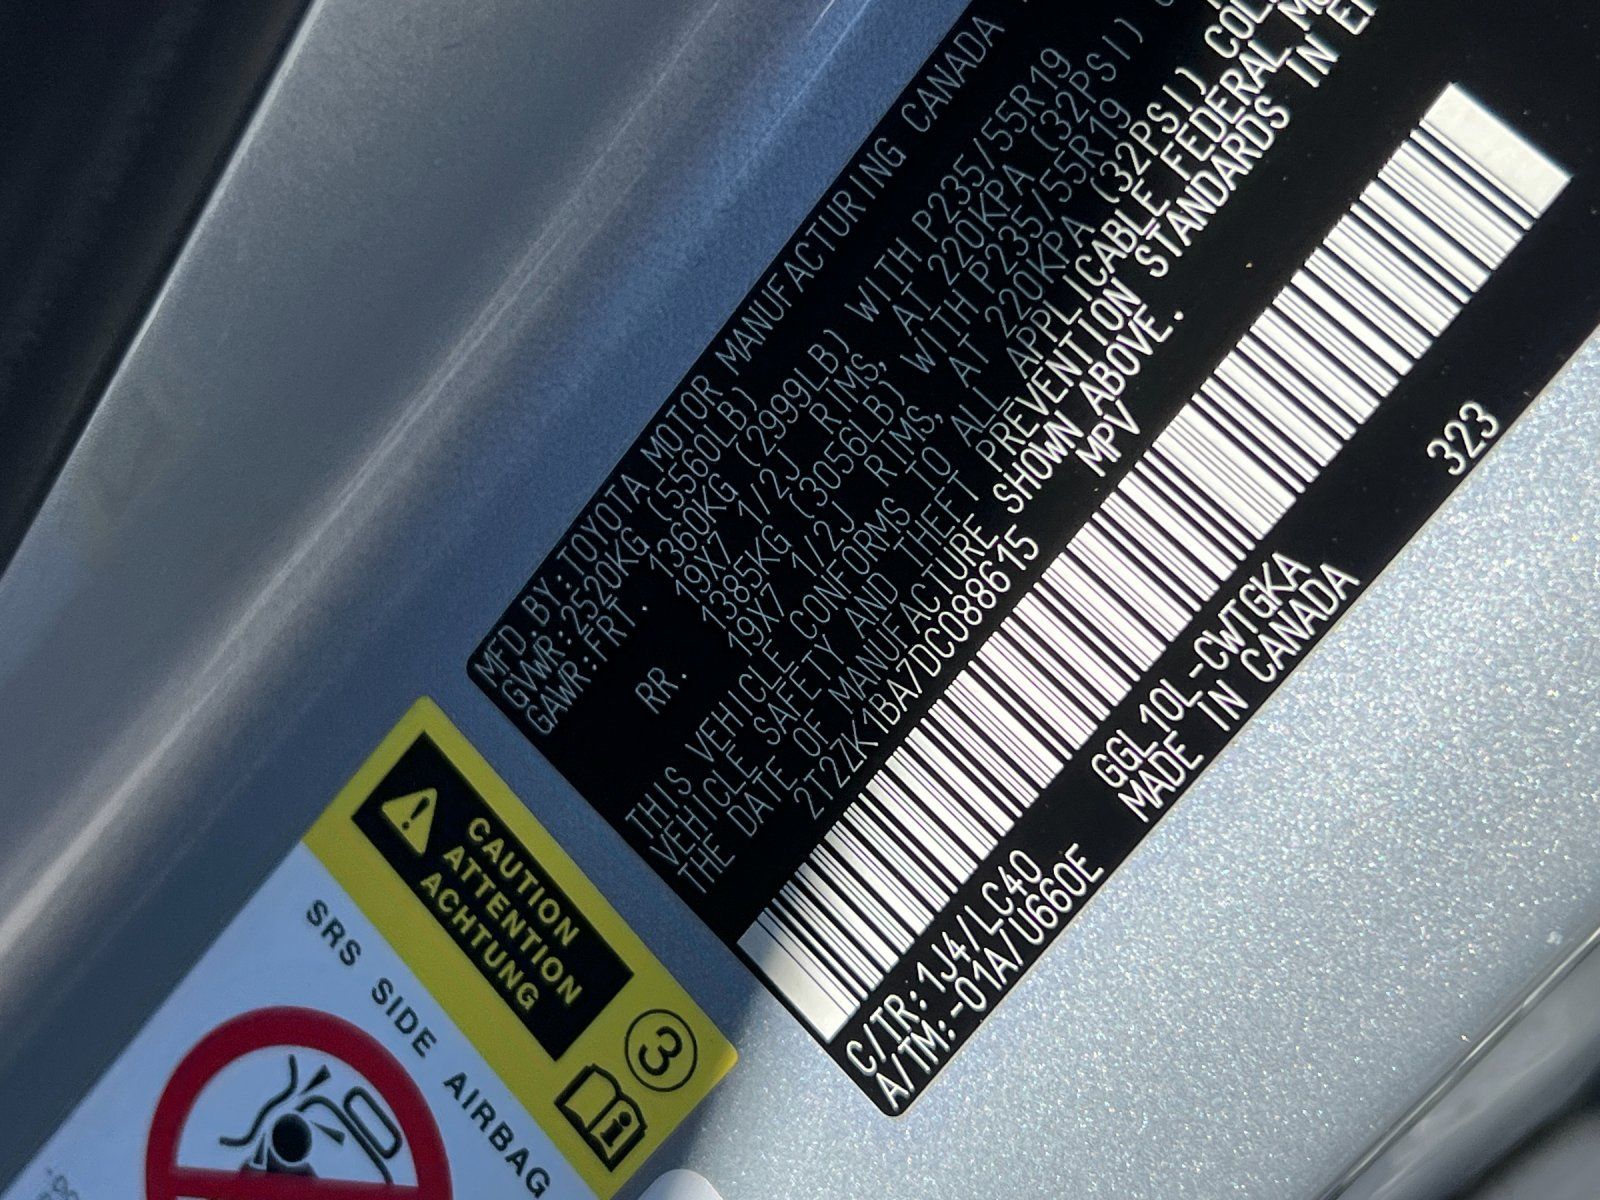 MFD. BY: TOYOTA MOTOR MANUFACTURING CANADA
GVWR: 2520KG (5560LB)
GAWR: FRT. 1360KG (2999LB) WITH P235/55R19
19X7 1/2J RIMS, AT 220KPA (32PSI)
RR. 1385KG (3056LB) WITH P235/55R19
19X7 1/2J RIMS, AT 220KPA (32PSI)
THIS VEHICLE CONFORMS TO ALL APPLICABLE FEDERAL
VEHICLE SAFETY AND THEFT PREVENTION STANDARDS IN
THE DATE OF MANUFACTURE SHOWN ABOVE.
2T2ZK1BA7DC088615 MPV
C/TR: 1J4/LC40 GGL10L-CWTGKA 323
A/TM: -01A/U660E MADE IN CANADA
CAUTION
ATTENTION
ACHTUNG
3
i
SRS SIDE AIRBAG